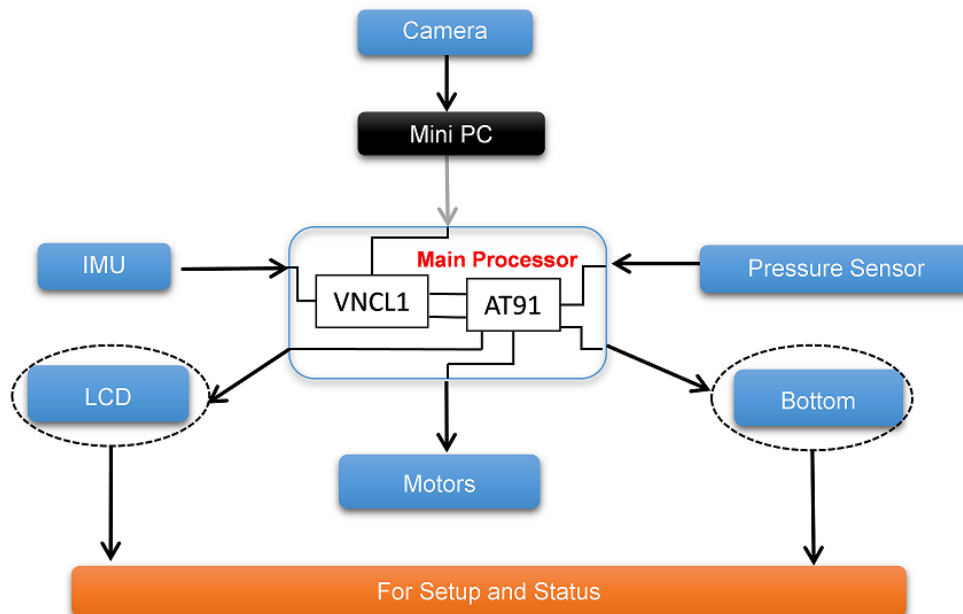 Camera
Mini PC
IMU
Main Processor
Pressure Sensor
VNCL1
AT91
LCD
Bottom
Motors
For Setup and Status